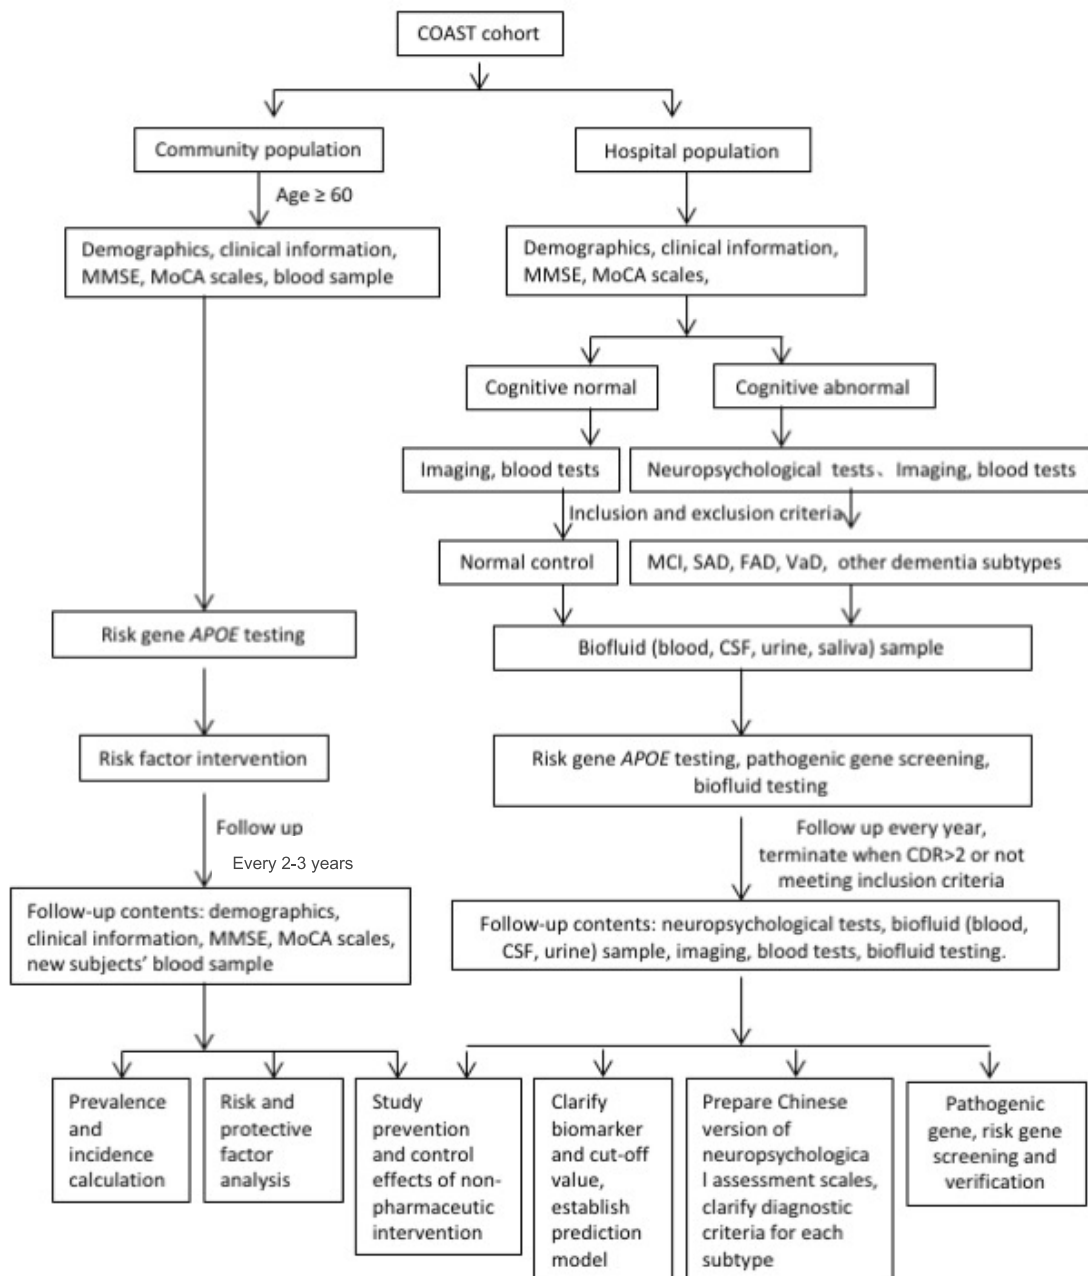 COAST cohort
Community population
Hospital population
Age ≥ 60
Demographics, clinical information,
MMSE, MoCA scales, blood sample
Demographics, clinical information,
MMSE, MoCA scales,
Cognitive normal
Cognitive abnormal
Imaging, blood tests
Neuropsychological tests、Imaging, blood tests
Inclusion and exclusion criteria
Normal control
MCI, SAD, FAD, VaD, other dementia subtypes
Risk gene APOE testing
Biofluid (blood, CSF, urine, saliva) sample
Risk factor intervention
Risk gene APOE testing, pathogenic gene screening,
biofluid testing
Follow up
Every 2-3 years
Follow up every year,
terminate when CDR>2 or not
meeting inclusion criteria
Follow-up contents: demographics,
clinical information, MMSE, MoCA scales,
new subjects' blood sample
Follow-up contents: neuropsychological tests, biofluid (blood,
CSF, urine) sample, imaging, blood tests, biofluid testing.
Prevalence
and
incidence
calculation
Risk and
protective
factor
analysis
Study
prevention
and control
effects of non-
pharmaceutic
intervention
Clarify
biomarker
and cut-off
value,
establish
prediction
model
Prepare Chinese
version of
neuropsychologica
l assessment scales,
clarify diagnostic
criteria for each
subtype
Pathogenic
gene, risk gene
screening and
verification